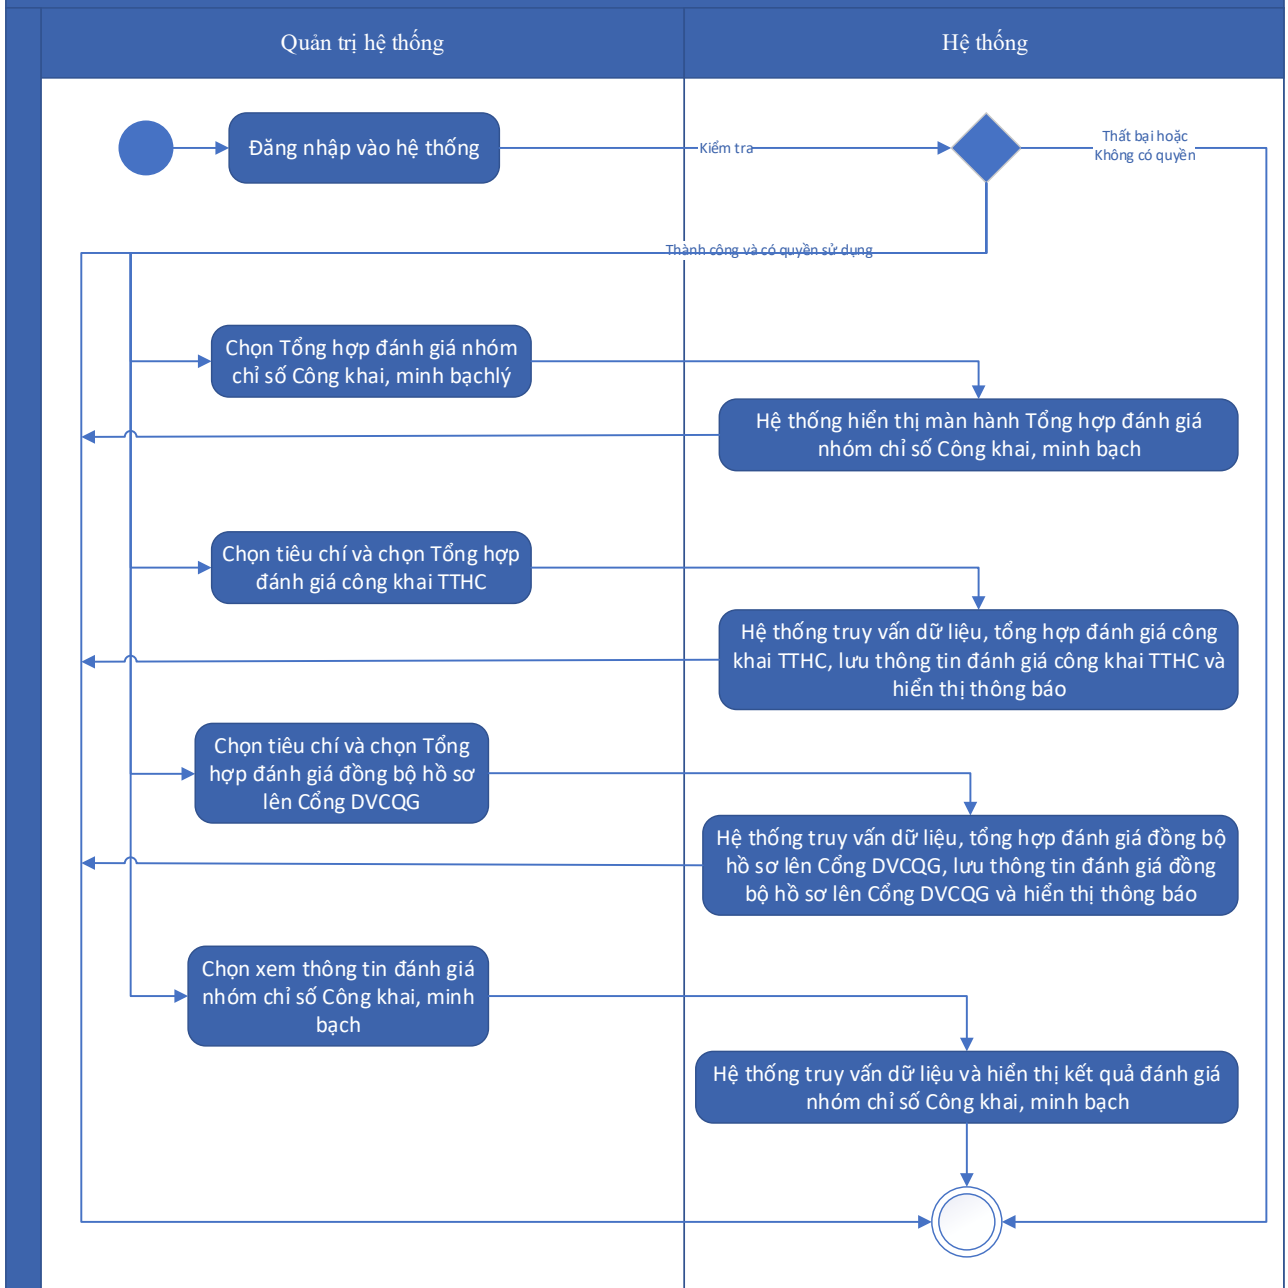 Quản trị hệ thống
Hệ thống
Đăng nhập vào hệ thống
Kiểm tra
Thất bại hoặc
Không có quyền
Thành công và có quyền sử dụng
Chọn Tổng hợp đánh giá nhóm
chỉ số Công khai, minh bạchlý
Hệ thống hiển thị màn hành Tổng hợp đánh giá
nhóm chỉ số Công khai, minh bạch
Chọn tiêu chí và chọn Tổng hợp
đánh giá công khai TTHC
Hệ thống truy vấn dữ liệu, tổng hợp đánh giá công
khai TTHC, lưu thông tin đánh giá công khai TTHC và
hiển thị thông báo
Chọn tiêu chí và chọn Tổng
hợp đánh giá đồng bộ hồ sơ
lên Cổng DVCQG
Hệ thống truy vấn dữ liệu, tổng hợp đánh giá đồng bộ
hồ sơ lên Cổng DVCQG, lưu thông tin đánh giá đồng
bộ hồ sơ lên Cổng DVCQG và hiển thị thông báo
Chọn xem thông tin đánh giá
nhóm chỉ số Công khai, minh
bạch
Hệ thống truy vấn dữ liệu và hiển thị kết quả đánh giá
nhóm chỉ số Công khai, minh bạch